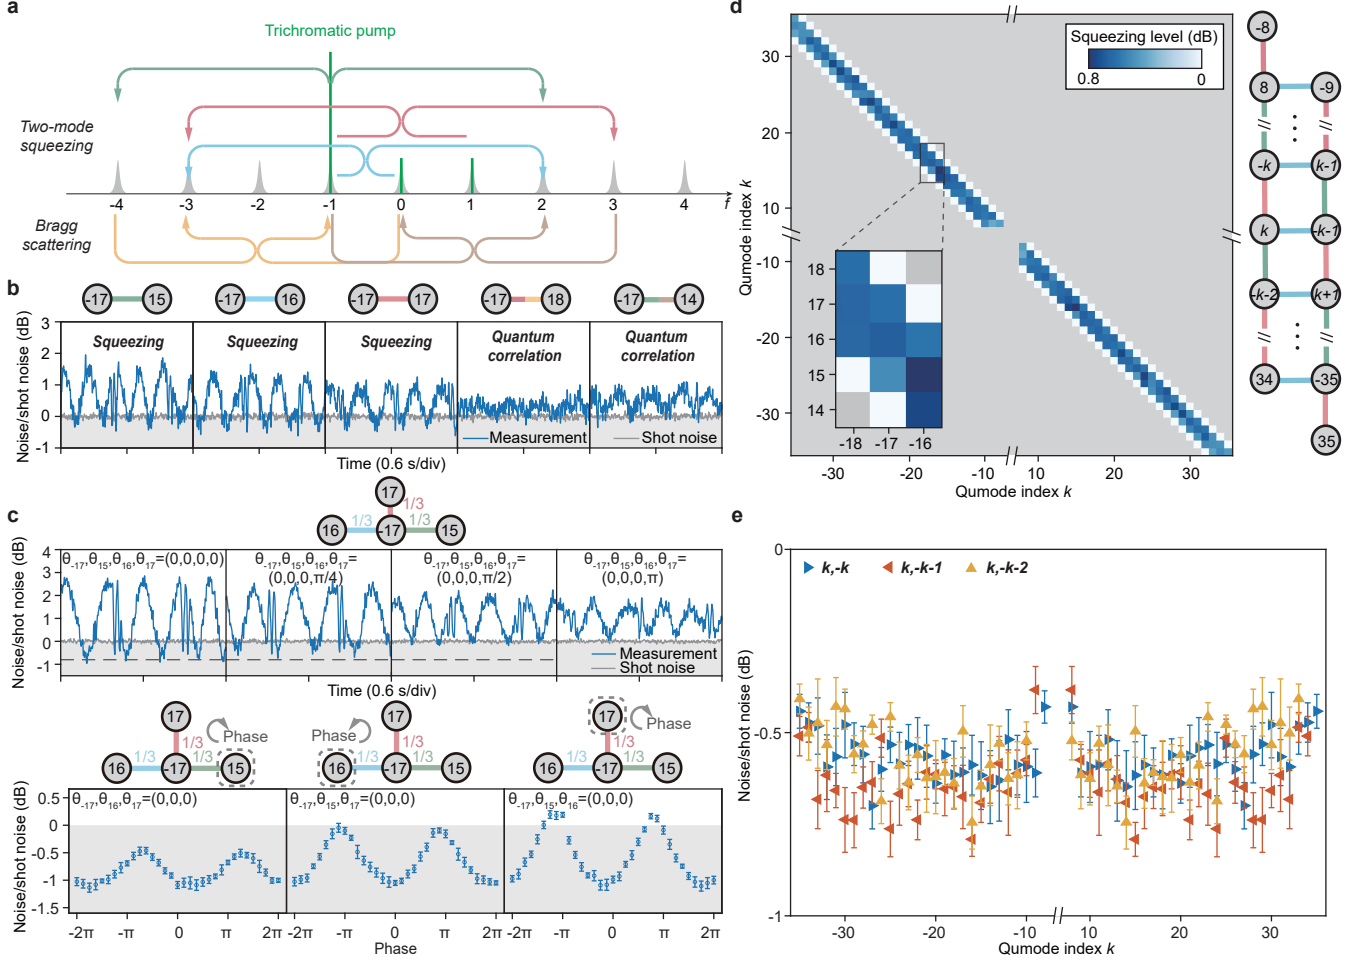 a
Trichromatic pump
Two-mode
squeezing
-4 -3 -2 -1 0 1 2 3 4 f
Bragg
scattering
b
-17 15 -17 16 -17 17 -17 18 -17 14
Noise/shot noise (dB)
3
2
1
0
-1
Squeezing
Squeezing
Squeezing
Quantum
correlation
Quantum
correlation
Measurement Shot noise
Time (0.6 s/div)
c
17
1/3
16 1/3 -17 1/3 15
Noise/shot noise (dB)
4
3
2
1
0
-1
θ-17,θ15,θ16,θ17=(0,0,0,0)
θ-17,θ15,θ16,θ17=
(0,0,0,π/4)
θ-17,θ15,θ16,θ17=
(0,0,0,π/2)
θ-17,θ15,θ16,θ17=
(0,0,0,π)
Measurement
Shot noise
Time (0.6 s/div)
17 Phase
1/3
16 1/3 -17 1/3 15
Phase 17
1/3
16 1/3 -17 1/3 15
17 Phase
1/3
16 1/3 -17 1/3 15
Noise/shot noise (dB)
0.5
0
-0.5
-1
-1.5
θ-17,θ16,θ17=(0,0,0)
θ-17,θ15,θ17=(0,0,0)
θ-17,θ15,θ16=(0,0,0)
-2π -π 0 π 2π -2π -π 0 π 2π -2π -π 0 π 2π
Phase
d
Qumode index k
30
20
10
-10
-20
-30
Squeezing level (dB)
0.8 0
18
17
16
15
14
-18 -17 -16
-30 -20 -10 10 20 30
Qumode index k
-8
8 -9
-k k-1
k -k-1
-k-2 k+1
34 -35
35
e
Noise/shot noise (dB)
0
-0.5
-1
k,-k k,-k-1 k,-k-2
-30 -20 -10 10 20 30
Qumode index k